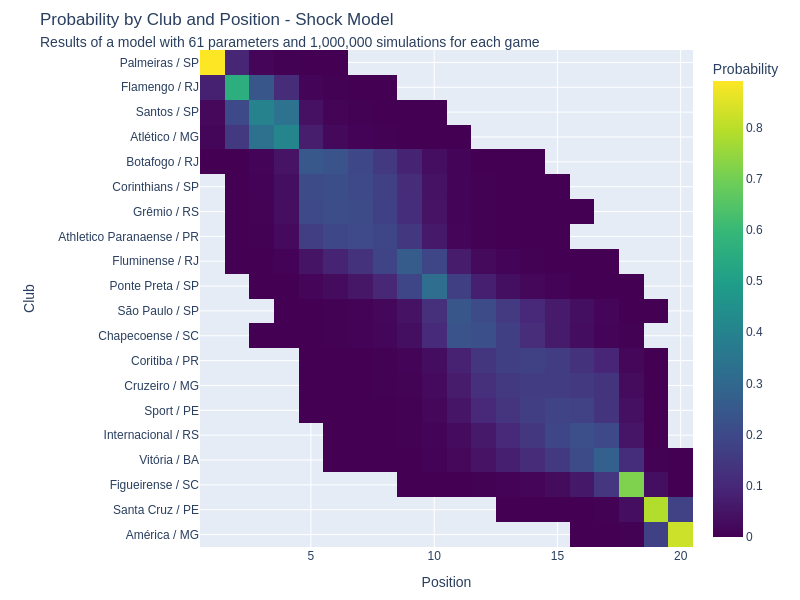 Probability by Club and Position - Shock Model
Results of a model with 61 parameters and 1,000,000 simulations for each game
Probability
Club
Palmeiras / SP
Flamengo / RJ
Santos / SP
Atlético / MG
Botafogo / RJ
Corinthians / SP
Grêmio / RS
Athletico Paranaense / PR
Fluminense / RJ
Ponte Preta / SP
São Paulo / SP
Chapecoense / SC
Coritiba / PR
Cruzeiro / MG
Sport / PE
Internacional / RS
Vitória / BA
Figueirense / SC
Santa Cruz / PE
América / MG
0.8
0.7
0.6
0.5
0.4
0.3
0.2
0.1
0
5 10 15 20
Position